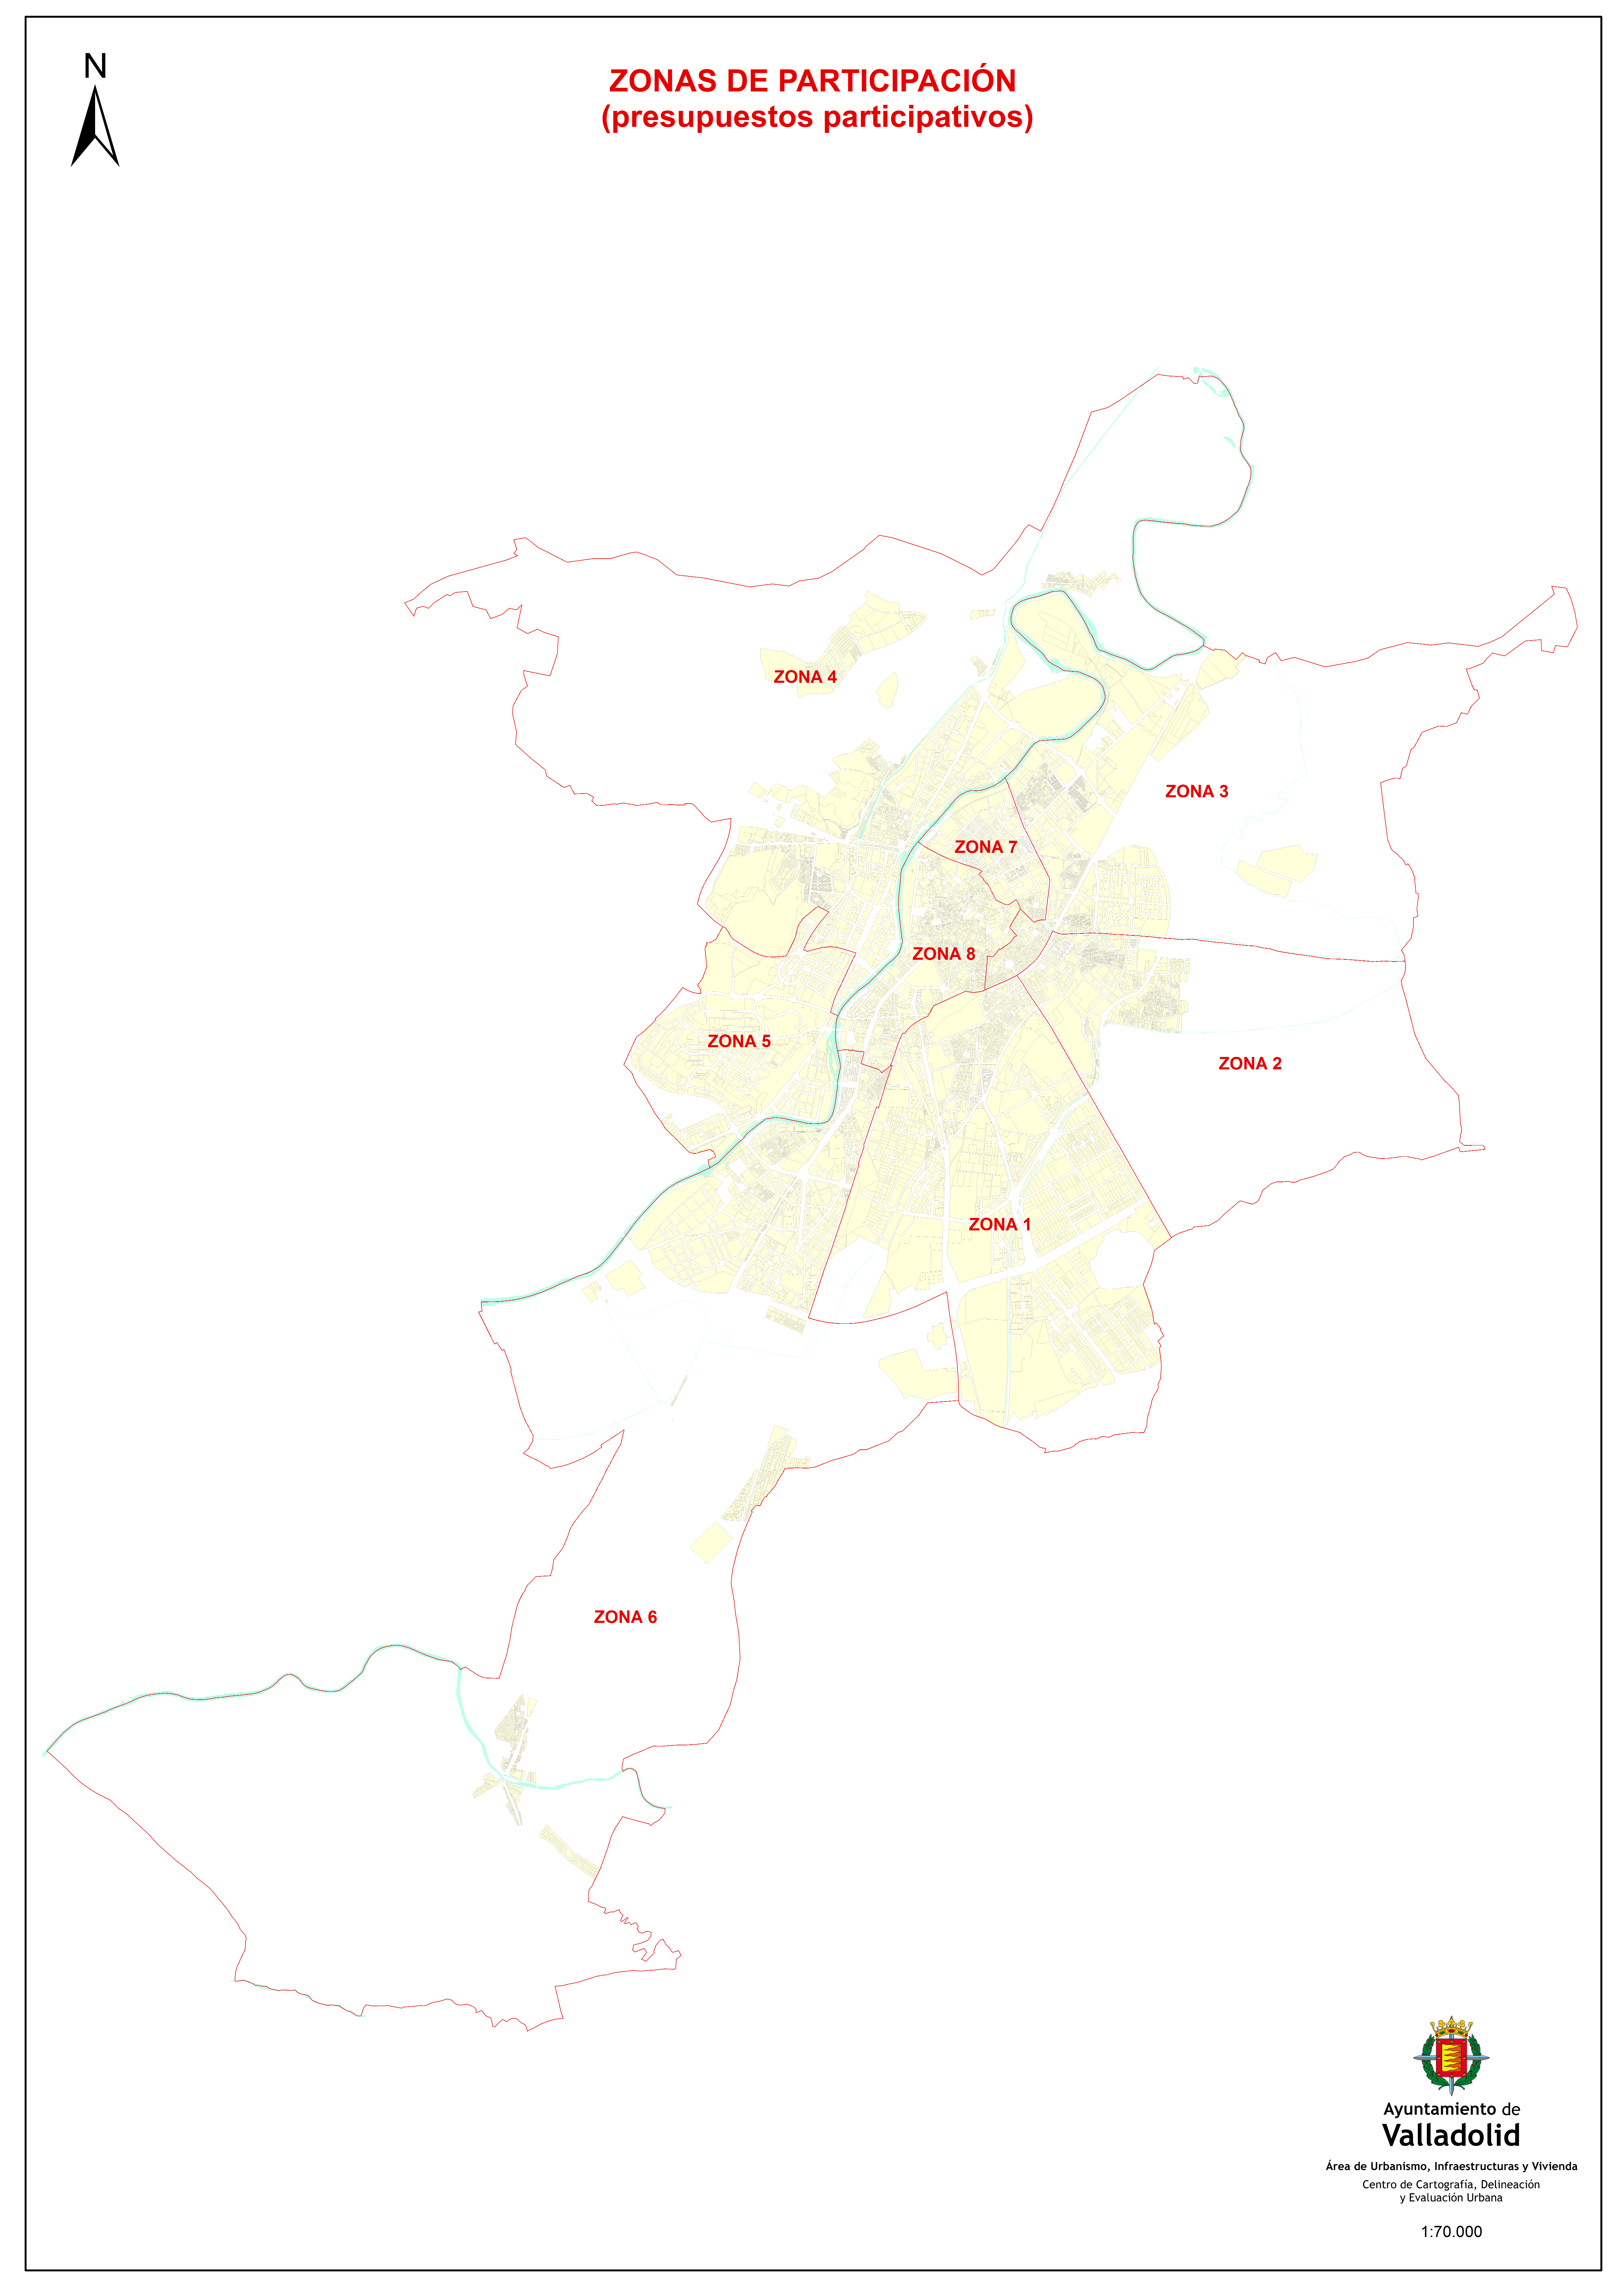 N
ZONAS DE PARTICIPACIÓN
(presupuestos participativos)
ZONA 4
ZONA 3
ZONA 7
ZONA 8
ZONA 5
ZONA 2
ZONA 1
ZONA 6
Ayuntamiento de
Valladolid
Área de Urbanismo, Infraestructuras y Vivienda
Centro de Cartografía, Delineación
y Evaluación Urbana
1:70.000